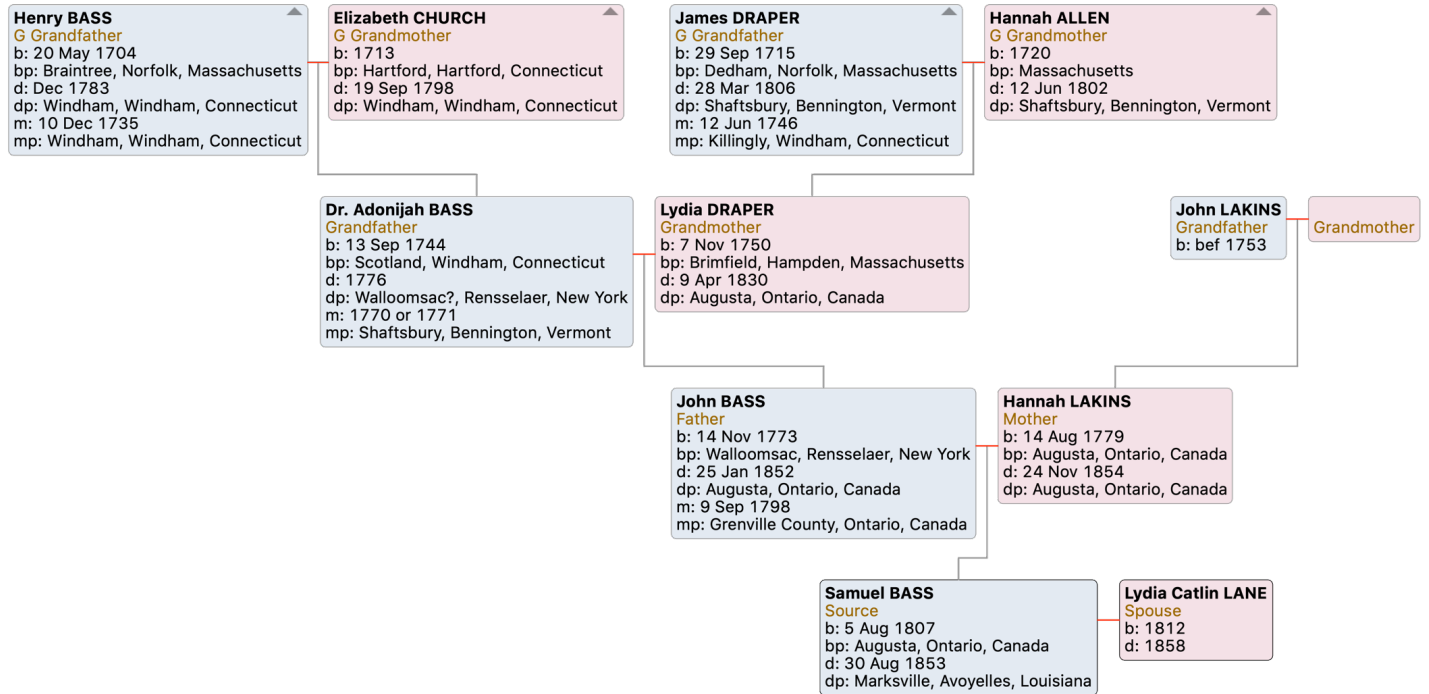 Henry BASS
G Grandfather
b: 20 May 1704
bp: Braintree, Norfolk, Massachusetts
d: Dec 1783
dp: Windham, Windham, Connecticut
m: 10 Dec 1735
mp: Windham, Windham, Connecticut
Elizabeth CHURCH
G Grandmother
b: 1713
bp: Hartford, Hartford, Connecticut
d: 19 Sep 1798
dp: Windham, Windham, Connecticut
James DRAPER
G Grandfather
b: 29 Sep 1715
bp: Dedham, Norfolk, Massachusetts
d: 28 Mar 1806
dp: Shaftsbury, Bennington, Vermont
m: 12 Jun 1746
mp: Killingly, Windham, Connecticut
Hannah ALLEN
G Grandmother
b: 1720
bp: Massachusetts
d: 12 Jun 1802
dp: Shaftsbury, Bennington, Vermont
Dr. Adonijah BASS
Grandfather
b: 13 Sep 1744
bp: Scotland, Windham, Connecticut
d: 1776
dp: Walloomsac?, Rensselaer, New York
m: 1770 or 1771
mp: Shaftsbury, Bennington, Vermont
Lydia DRAPER
Grandmother
b: 7 Nov 1750
bp: Brimfield, Hampden, Massachusetts
d: 9 Apr 1830
dp: Augusta, Ontario, Canada
John LAKINS
Grandfather
b: bef 1753
Grandmother
John BASS
Father
b: 14 Nov 1773
bp: Walloomsac, Rensselaer, New York
d: 25 Jan 1852
dp: Augusta, Ontario, Canada
m: 9 Sep 1798
mp: Grenville County, Ontario, Canada
Hannah LAKINS
Mother
b: 14 Aug 1779
bp: Augusta, Ontario, Canada
d: 24 Nov 1854
dp: Augusta, Ontario, Canada
Samuel BASS
Source
b: 5 Aug 1807
bp: Augusta, Ontario, Canada
d: 30 Aug 1853
dp: Marksville, Avoyelles, Louisiana
Lydia Catlin LANE
Spouse
b: 1812
d: 1858